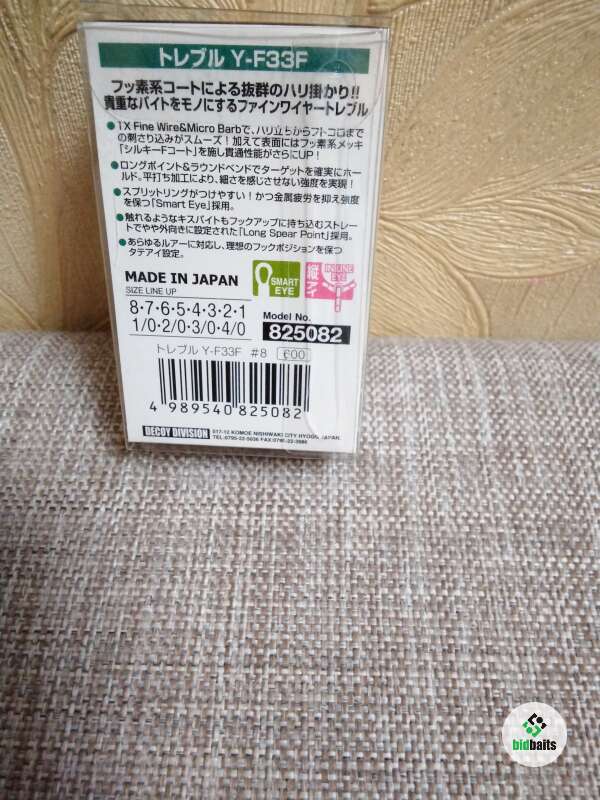 トレブル Y-F33F
フッ素系コートによる抜群のハリ掛かり!!
貴重なバイトをモノにするファインワイヤートレブル
●1X Fine Wire&Micro Barbで、ハリ立ちからフトコロまで
の刺さり込みがスムーズ!加えて表面にはフッ素系メッキ
「シルキードコート」を施し貫通性能がさらにUP!
●ロングポイント&ラウンドベンドでターゲットを確実にホー
ルド。平打ち加工により、細さを感じさせない強度を実現!
●スプリットリングがつけやすい!かつ金属疲労を抑え強度
を保つ「Smart Eye」採用。
●触れるようなキスバイトもフックアップに持ち込むストレー
トでやや外向きに設定された「Long Spear Point」採用。
●あらゆるルアーに対応し、理想のフックポジションを保つ
タテアイ設定。
MADE IN JAPAN
SIZE LINE UP
8・7・6・5・4・3・2・1
1/0・2/0・3/0・4/0
SMART
EYE
縦アイ
IN-LINE
EYE
Model No.
825082
トレブル Y-F33F #8 600
4 989540 825082
DECOY DIVISION
517-12 KOMOE NISHIWAKI CITY HYOGO, JAPAN
TEL:0795-22-5036 FAX:0795-22-3986
bidbaits